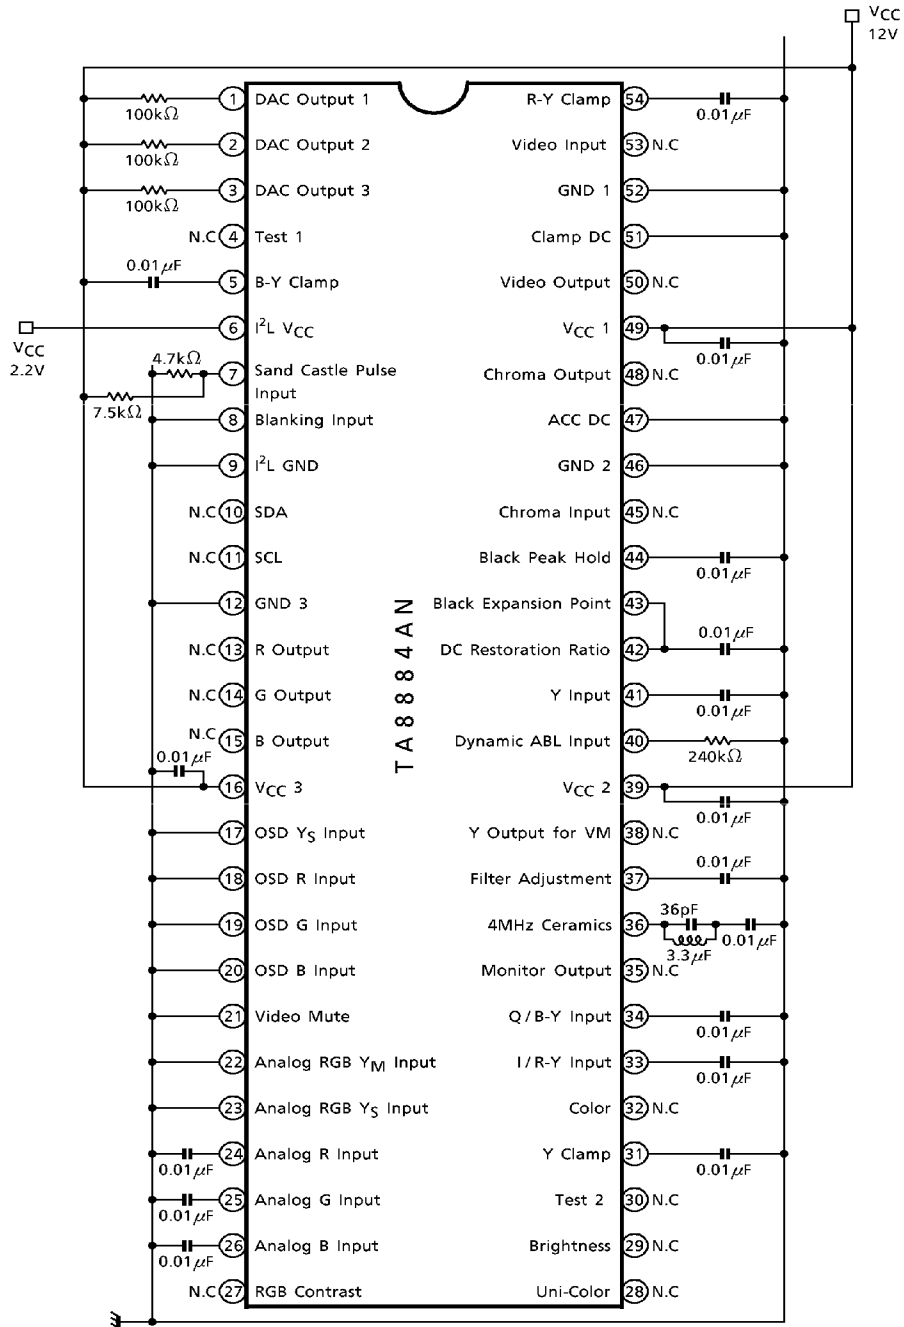 VCC
12V
1 DAC Output 1
100kΩ
2 DAC Output 2
100kΩ
3 DAC Output 3
100kΩ
N.C 4 Test 1
0.01μF
5 B-Y Clamp
6 I²L VCC
VCC
2.2V
4.7kΩ
7 Sand Castle Pulse
Input
7.5kΩ
8 Blanking Input
9 I²L GND
N.C 10 SDA
N.C 11 SCL
12 GND 3
N.C 13 R Output
N.C 14 G Output
N.C 15 B Output
0.01μF
16 VCC 3
17 OSD YS Input
18 OSD R Input
19 OSD G Input
20 OSD B Input
21 Video Mute
22 Analog RGB YM Input
23 Analog RGB YS Input
24 Analog R Input
0.01μF
25 Analog G Input
0.01μF
26 Analog B Input
0.01μF
N.C 27 RGB Contrast
TA8884AN
R-Y Clamp 54
0.01μF
Video Input 53 N.C
GND 1 52
Clamp DC 51
Video Output 50 N.C
VCC 1 49
0.01μF
Chroma Output 48 N.C
ACC DC 47
GND 2 46
Chroma Input 45 N.C
Black Peak Hold 44
0.01μF
Black Expansion Point 43
0.01μF
DC Restoration Ratio 42
Y Input 41
0.01μF
Dynamic ABL Input 40
240kΩ
VCC 2 39
0.01μF
Y Output for VM 38 N.C
0.01μF
Filter Adjustment 37
36pF
4MHz Ceramics 36
0.01μF
3.3μF
Monitor Output 35 N.C
Q/B-Y Input 34
0.01μF
I/R-Y Input 33
0.01μF
Color 32 N.C
Y Clamp 31
0.01μF
Test 2 30 N.C
Brightness 29 N.C
Uni-Color 28 N.C